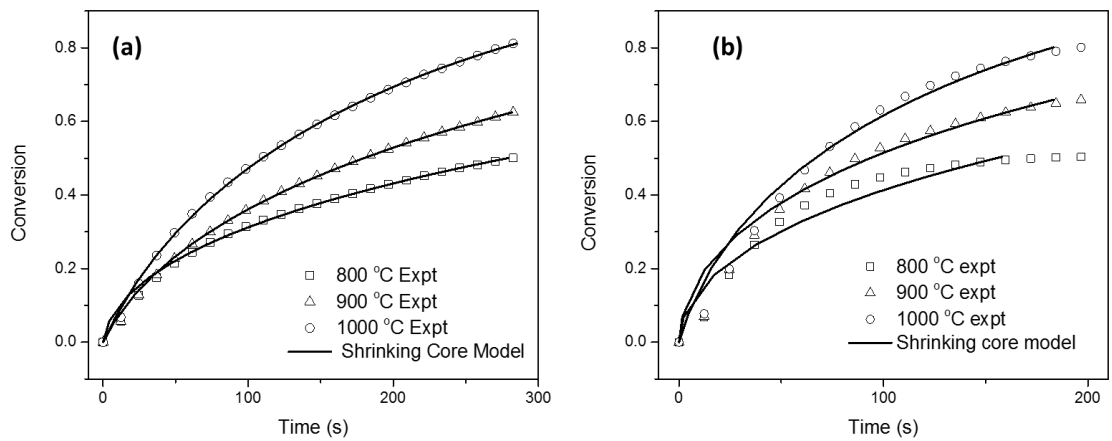 (a)
0.8
0.6
0.4
0.2
0.0
Conversion
0
100
200
300
Time (s)
800 °C Expt
900 °C Expt
1000 °C Expt
Shrinking Core Model
(b)
0.8
0.6
0.4
0.2
0.0
Conversion
0
100
200
Time (s)
800 °C expt
900 °C expt
1000 °C expt
Shrinking core model